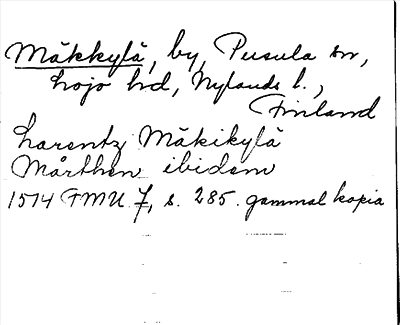 Mäkkylä, by, Pusula sn,
Lojo hd, Nylands l.,
Finland
Larentz Mäkikylä
Mårthen ibidem
1514 FMU 7, s. 285. gammal kopia